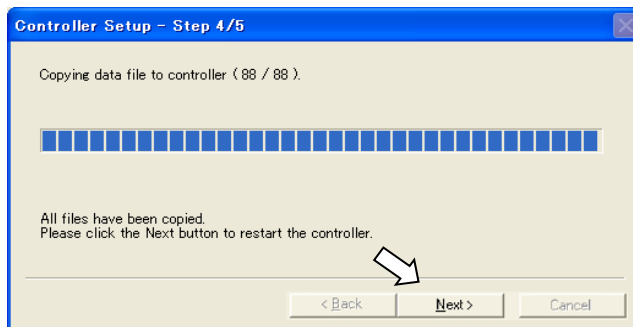 Controller Setup - Step 4/5
Copying data file to controller ( 88 / 88 ).
All files have been copied.
Please click the Next button to restart the controller.
< Back
Next >
Cancel